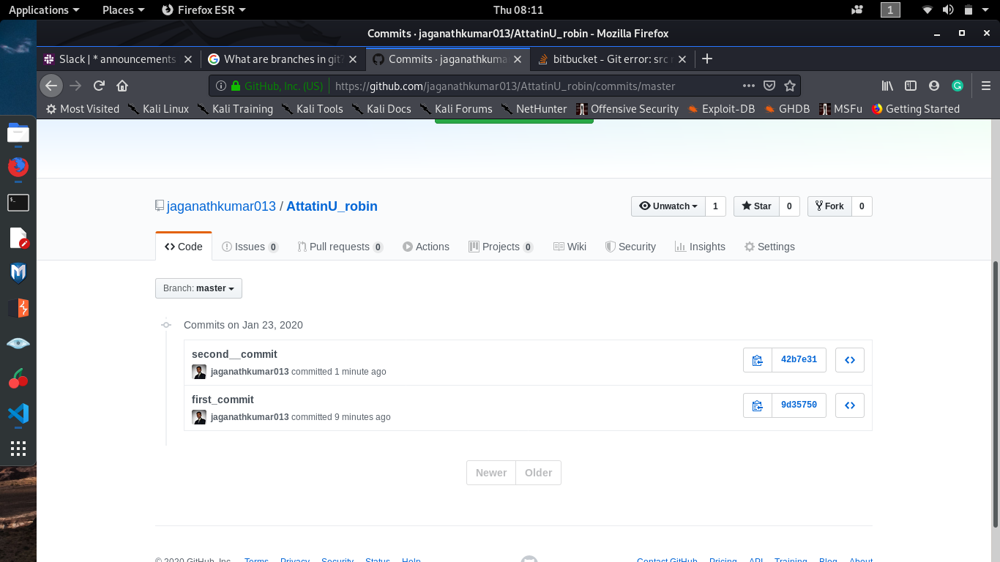 Applications Places Firefox ESR Thu 08:11 1
Commits · jaganathkumar013/AttatinU_robin - Mozilla Firefox
Slack | * announcements What are branches in git? Commits · jaganathkumar bitbucket - Git error: src
GitHub, Inc. (US) https://github.com/jaganathkumar013/AttatinU_robin/commits/master
Most Visited Kali Linux Kali Training Kali Tools Kali Docs Kali Forums NetHunter Offensive Security Exploit-DB GHDB MSFu Getting Started
jaganathkumar013 / AttatinU_robin Unwatch 1 Star 0 Fork 0
Code Issues 0 Pull requests 0 Actions Projects 0 Wiki Security Insights Settings
Branch: master
Commits on Jan 23, 2020
second__commit
42b7e31
jaganathkumar013 committed 1 minute ago
first_commit
9d35750
jaganathkumar013 committed 9 minutes ago
Newer Older
© 2020 GitHub, Inc. Terms Privacy Security Status Help Contact GitHub Pricing API Training Blog About